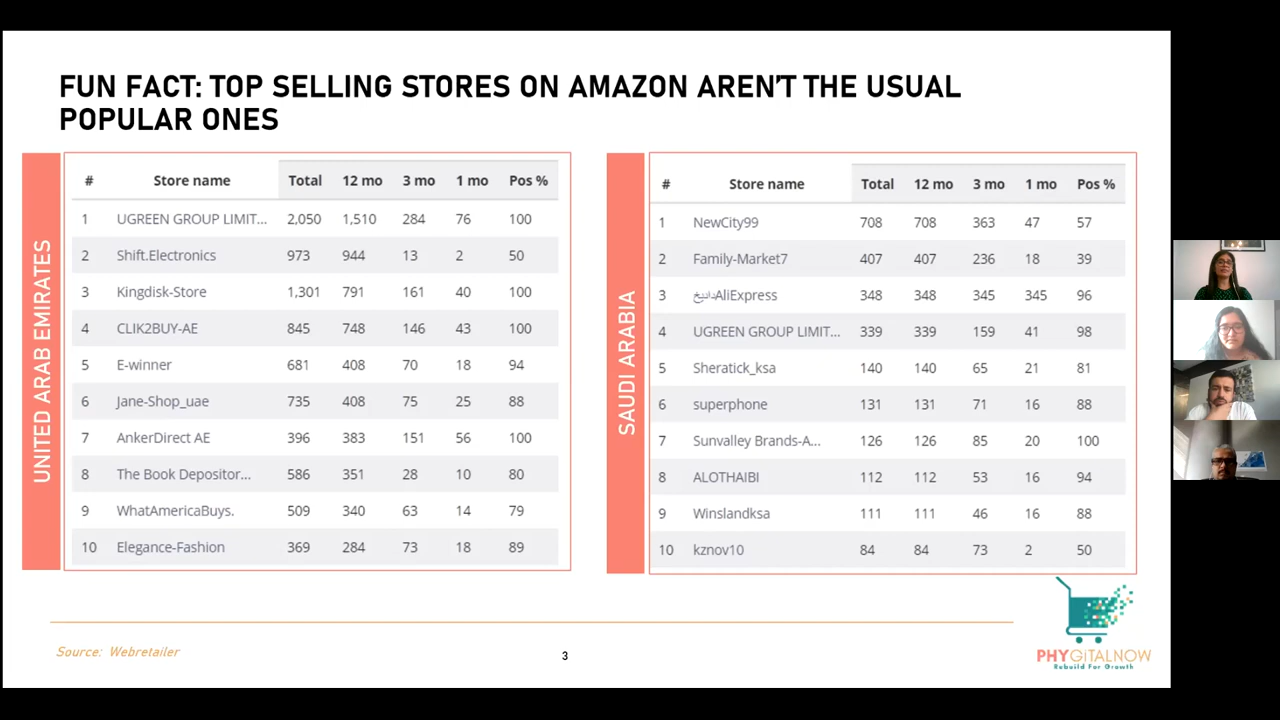 FUN FACT: TOP SELLING STORES ON AMAZON AREN'T THE USUAL
POPULAR ONES
UNITED ARAB EMIRATES
# Store name Total 12 mo 3 mo 1 mo Pos %
1 UGREEN GROUP LIMIT... 2,050 1,510 284 76 100
2 Shift.Electronics 973 944 13 2 50
3 Kingdisk-Store 1,301 791 161 40 100
4 CLIK2BUY-AE 845 748 146 43 100
5 E-winner 681 408 70 18 94
6 Jane-Shop_uae 735 408 75 25 88
7 AnkerDirect AE 396 383 151 56 100
8 The Book Depositor... 586 351 28 10 80
9 WhatAmericaBuys. 509 340 63 14 79
10 Elegance-Fashion 369 284 73 18 89
SAUDI ARABIA
# Store name Total 12 mo 3 mo 1 mo Pos %
1 NewCity99 708 708 363 47 57
2 Family-Market7 407 407 236 18 39
3 AliExpress 348 348 345 345 96
4 UGREEN GROUP LIMIT... 339 339 159 41 98
5 Sheratick_ksa 140 140 65 21 81
6 superphone 131 131 71 16 88
7 Sunvalley Brands-A... 126 126 85 20 100
8 ALOTHAIBI 112 112 53 16 94
9 Winslandksa 111 111 46 16 88
10 kznov10 84 84 73 2 50
Source: Webretailer
3
PHYGITALNOW
Rebuild For Growth